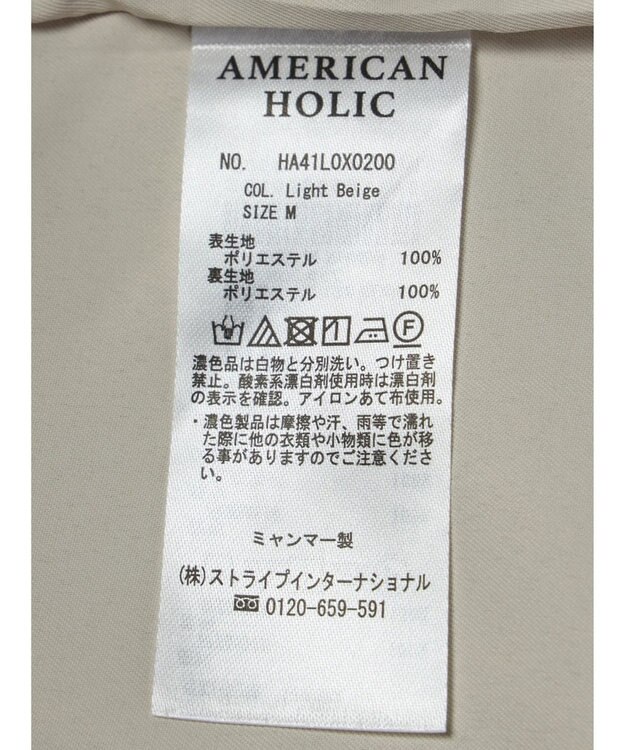 AMERICAN
HOLIC
NO. HA41L0X0200
COL. Light Beige
SIZE M
表生地
ポリエステル 100%
裏生地
ポリエステル 100%
濃色品は白物と分別洗い。つけ置き
禁止。酸素系漂白剤使用時は漂白剤
の表示を確認。アイロンあて布使用。
・濃色製品は摩擦や汗、雨等で濡れ
た際に他の衣類や小物類に色が移
る事がありますのでご注意くださ
い。
ミャンマー製
(株)ストライプインターナショナル
0120-659-591